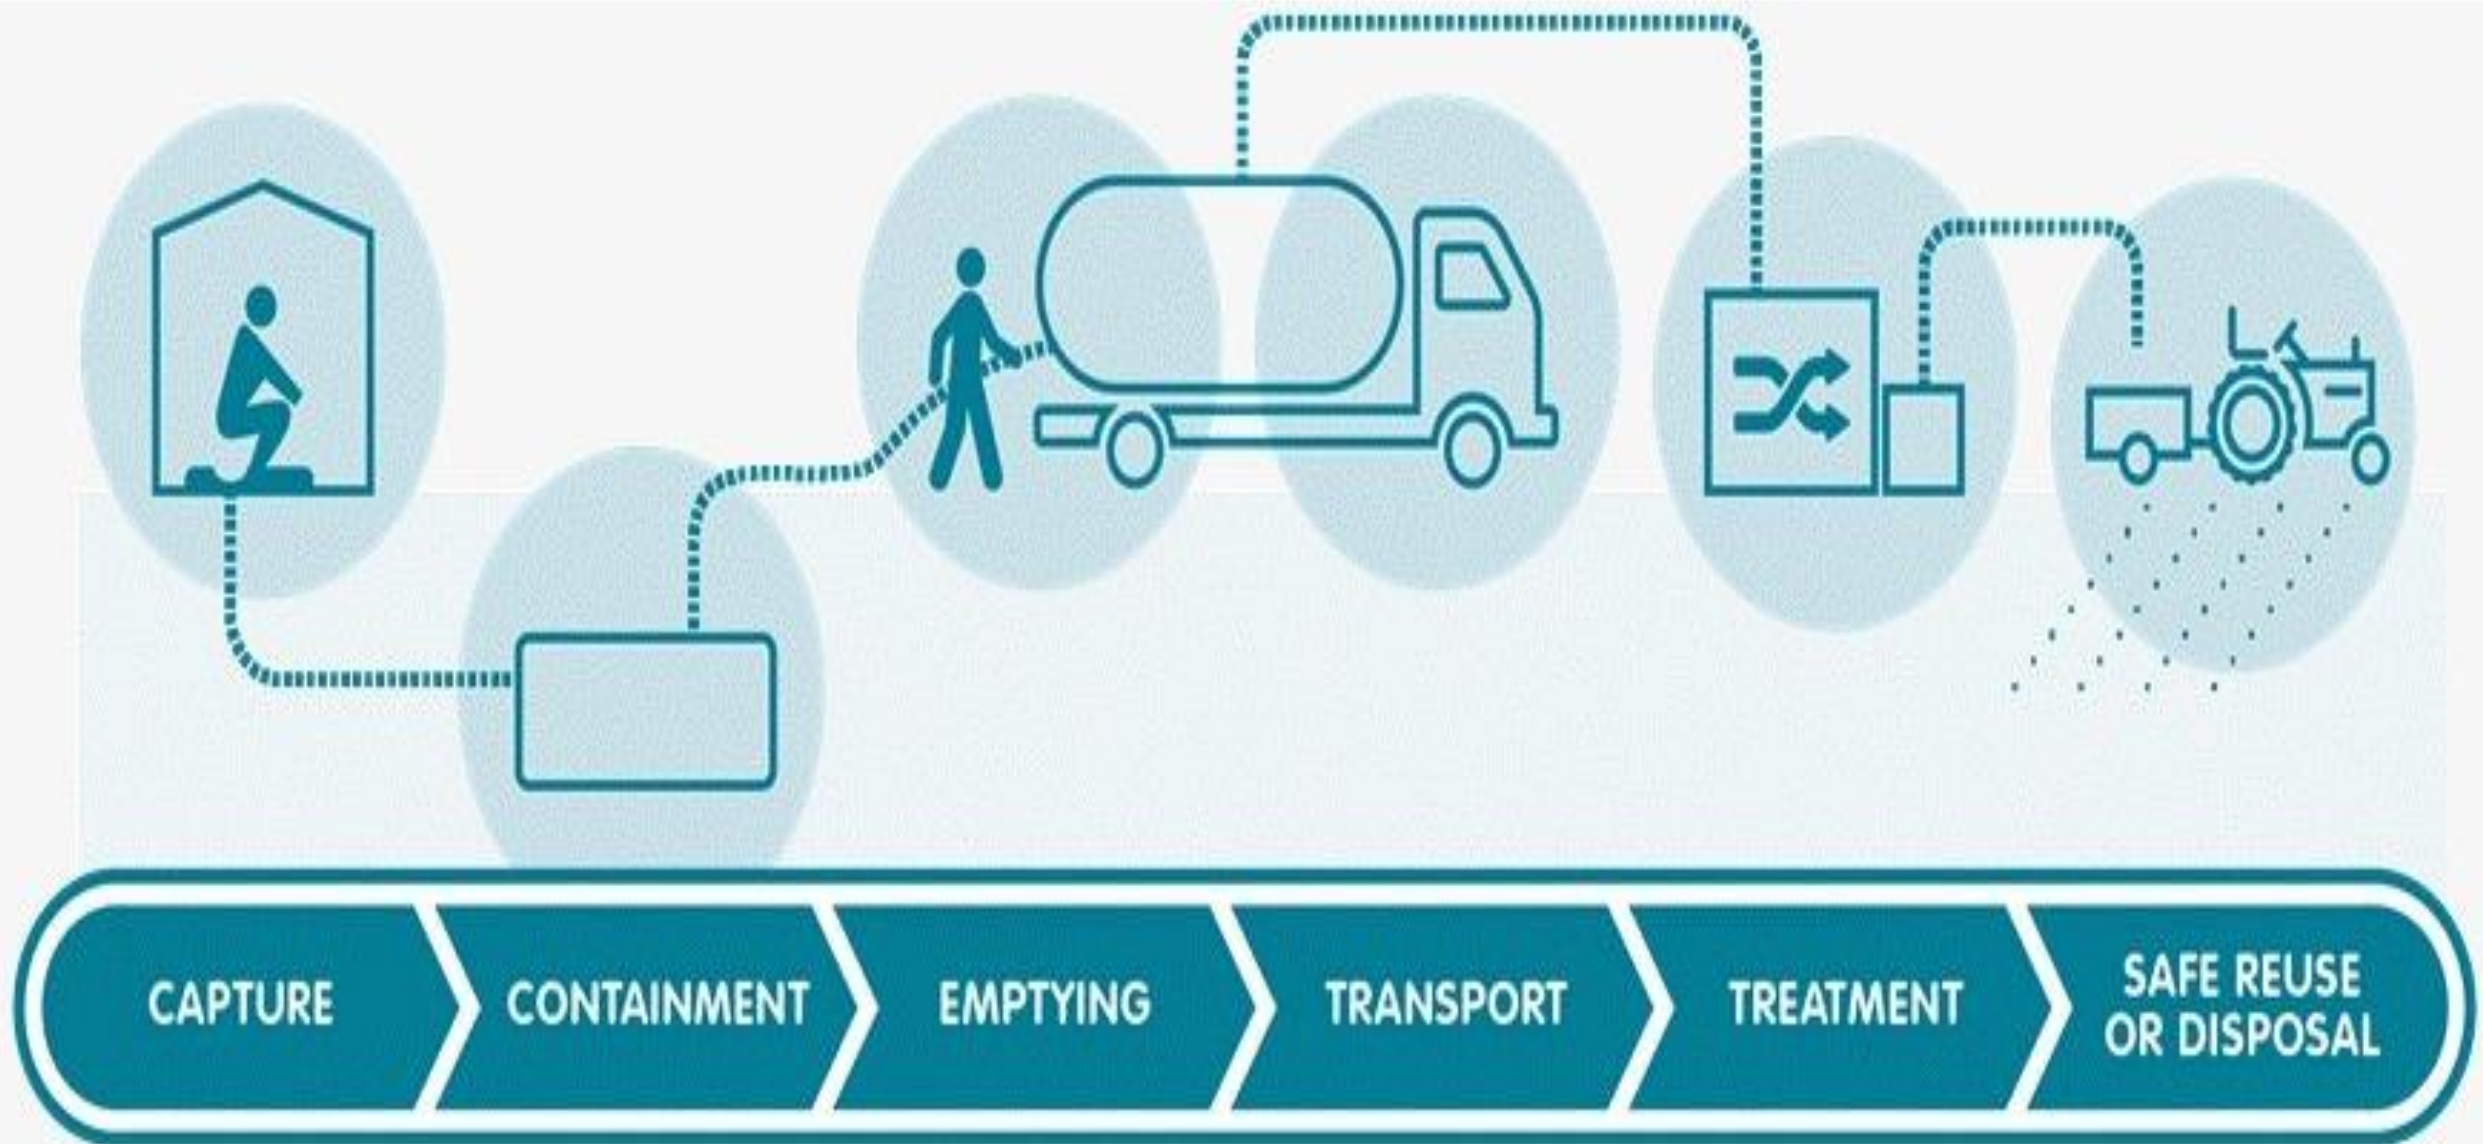 CAPTURE
CONTAINMENT
EMPTYING
TRANSPORT
TREATMENT
SAFE REUSE
OR DISPOSAL